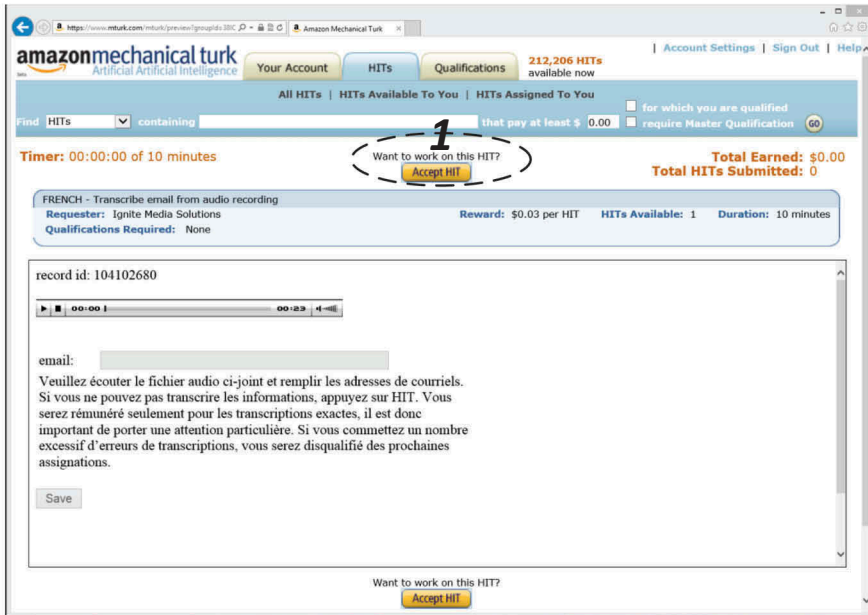 https://www.mturk.com/mturk/preview?groupId=38IC
Amazon Mechanical Turk
amazonmechanical turk
beta
Artificial Artificial Intelligence
Your Account
HITs
Qualifications
212,206 HITs
available now
| Account Settings | Sign Out | Help
All HITs | HITs Available To You | HITs Assigned To You
Find HITs containing that pay at least $ 0.00
for which you are qualified
require Master Qualification
GO
1
Timer: 00:00:00 of 10 minutes
Want to work on this HIT?
Accept HIT
Total Earned: $0.00
Total HITs Submitted: 0
FRENCH - Transcribe email from audio recording
Requester: Ignite Media Solutions
Reward: $0.03 per HIT HITs Available: 1 Duration: 10 minutes
Qualifications Required: None
record id: 104102680
00:00 00:23
email:
Veuillez écouter le fichier audio ci-joint et remplir les adresses de courriels.
Si vous ne pouvez pas transcrire les informations, appuyez sur HIT. Vous
serez rémunéré seulement pour les transcriptions exactes, il est donc
important de porter une attention particulière. Si vous commettez un nombre
excessif d'erreurs de transcriptions, vous serez disqualifié des prochaines
assignations.
Save
Want to work on this HIT?
Accept HIT